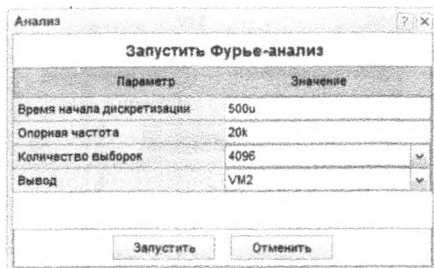 Анализ
Запустить Фурье-анализ
Параметр Значение
Время начала дискретизации 500u
Опорная частота 20k
Количество выборок 4096
Вывод VM2
Запустить Отменить